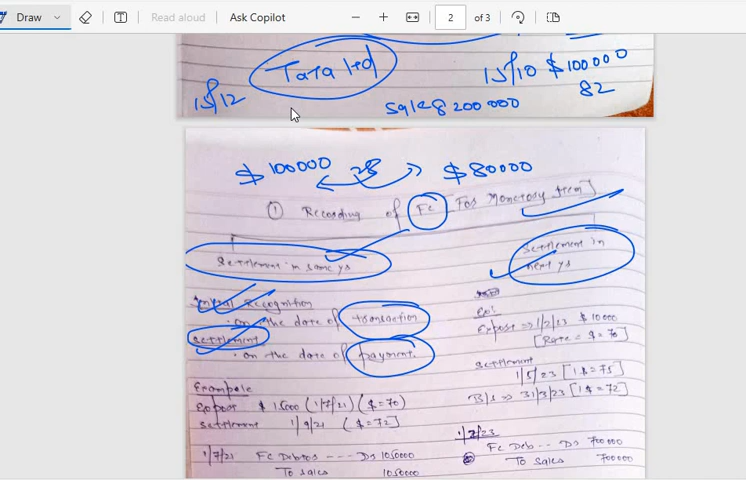 Draw
Read aloud
Ask Copilot
2
of 3
Tata ltd
15/10 $100000
82
15/12
Sales 8200000
$100000
$80000
① Recording of FC [For Monetary Item]
Settlement in same yr
Settlement in next yr
Initial Recognition
• On the date of transaction
Settlement
• On the date of payment.
Example
Export $ 15000 (1/7/21) ($=70)
Settlement 1/9/21 ($=72]
1/7/21 FC Debtors --- Dr 1050000
To Sales 1050000
Export ⇒ 1/2/23 $10000
[Rate = $ = 70]
Settlement
1/5/23 [1$=75]
B/S ⇒ 31/3/23 [1$=72]
1/2/23
FC Deb -- Dr 700000
To Sales 700000